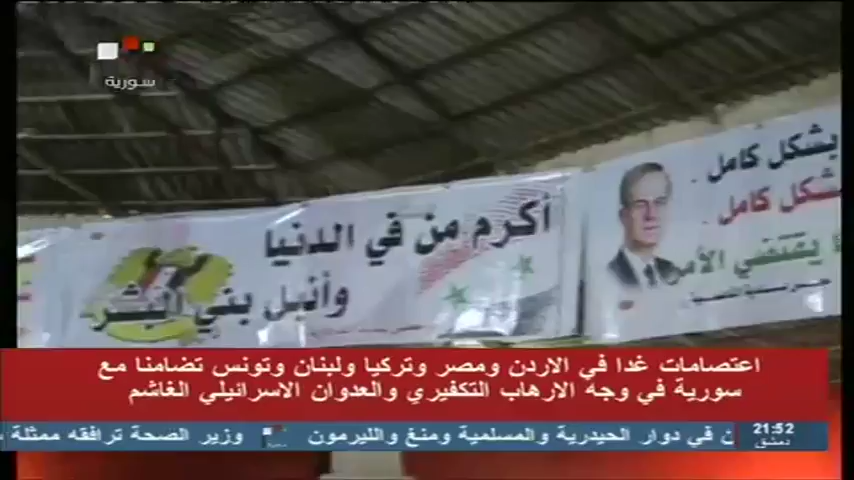 سورية
أكرم من في الدنيا
وأنبل بني البشر
بشكل كامل
بشكل كامل
يقتضي الأمر
اعتصامات غدا في الاردن ومصر وتركيا ولبنان وتونس تضامنا مع
سورية في وجه الارهاب التكفيري والعدوان الاسرائيلي الغاشم
ن في دوار الحيدرية والمسلمية ومنغ والليرمون
وزير الصحة ترافقه ممثلة
21:52
دمشق